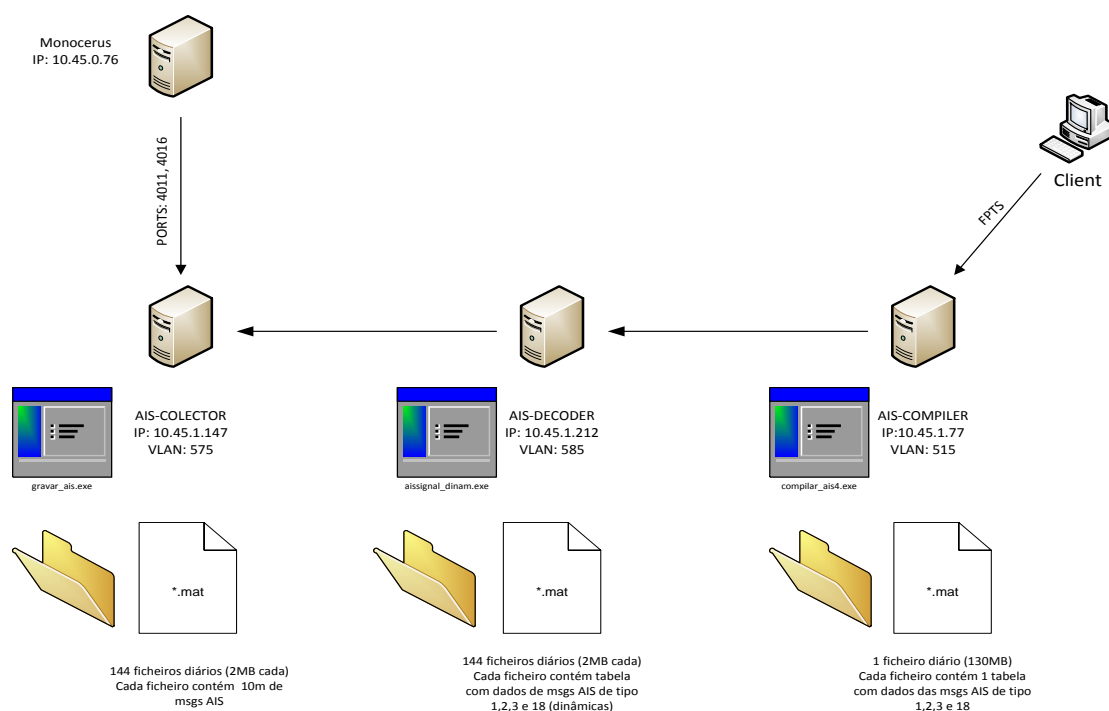 Monocerus
IP: 10.45.0.76
PORTS: 4011, 4016
Client
FPTS
AIS-COLECTOR
IP: 10.45.1.147
VLAN: 575
gravar_ais.exe
AIS-DECODER
IP: 10.45.1.212
VLAN: 585
aissignal_dinam.exe
AIS-COMPILER
IP:10.45.1.77
VLAN: 515
compilar_ais4.exe
*.mat
*.mat
*.mat
144 ficheiros diários (2MB cada)
Cada ficheiro contém 10m de
msgs AIS
144 ficheiros diários (2MB cada)
Cada ficheiro contém tabela
com dados de msgs AIS de tipo
1,2,3 e 18 (dinâmicas)
1 ficheiro diário (130MB)
Cada ficheiro contém 1 tabela
com dados das msgs AIS de tipo
1,2,3 e 18